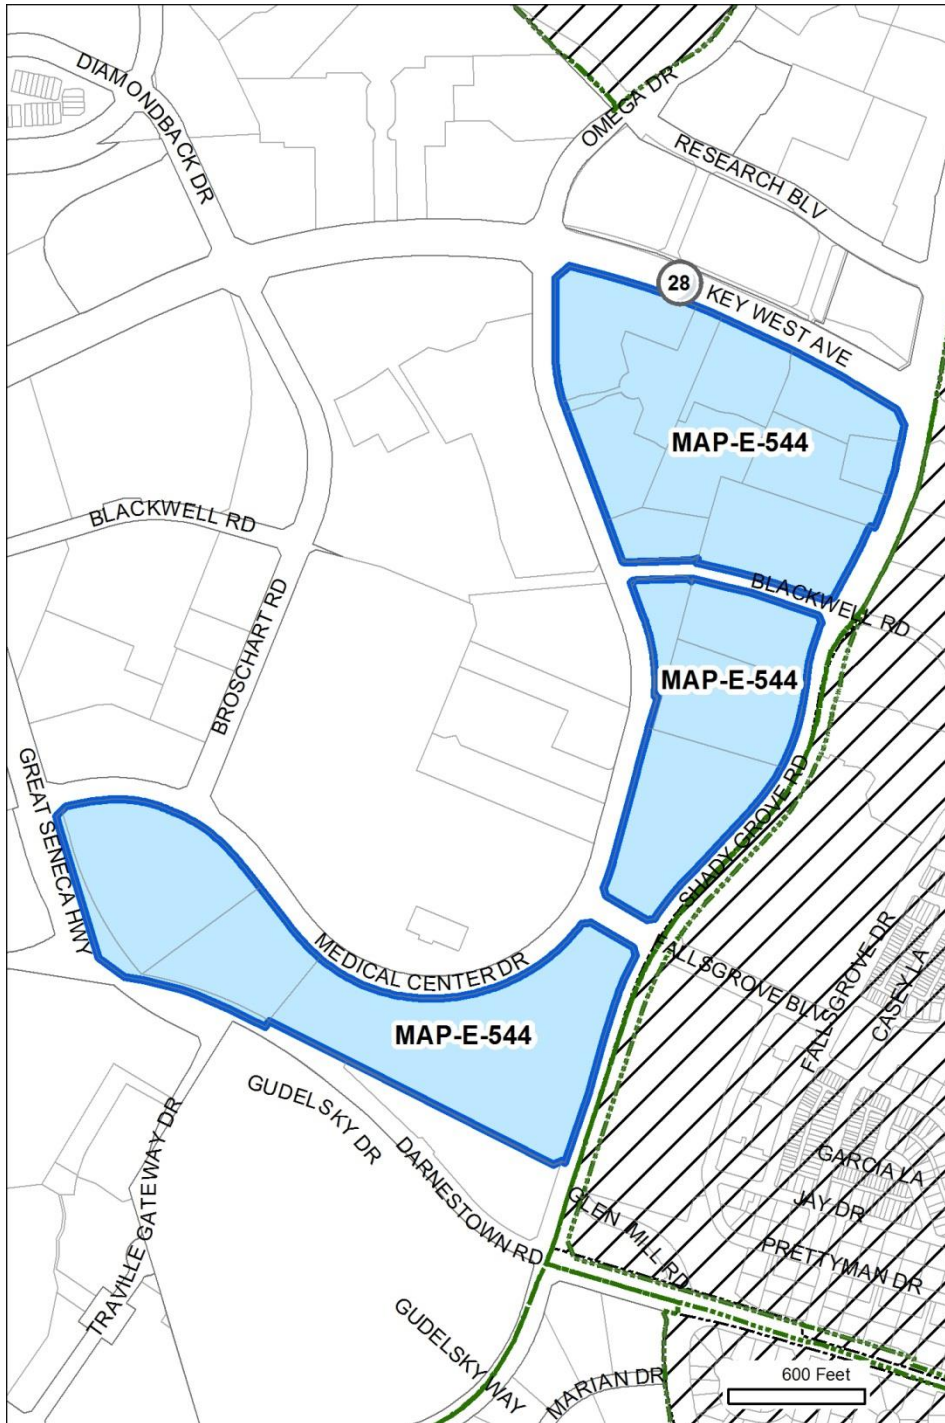 DIAMONDBACK DR
OMEGA DR
RESEARCH BLV
28
KEY WEST AVE
MAP-E-544
BLACKWELL RD
BLACKWELL RD
BROSCHART RD
MAP-E-544
GREAT SENECA HWY
SHADY GROVE RD
MEDICAL CENTER DR
FALLSGROVE BLV
FALLSGROVE DR
CASEY LA
MAP-E-544
GUDELSKY DR
DARNESTOWN RD
TRAVILLE GATEWAY DR
GARCIA LA
JAY DR
GLEN MILL RD
PRETTYMAN DR
GUDELSKY WAY
MARIAN DR
600 Feet